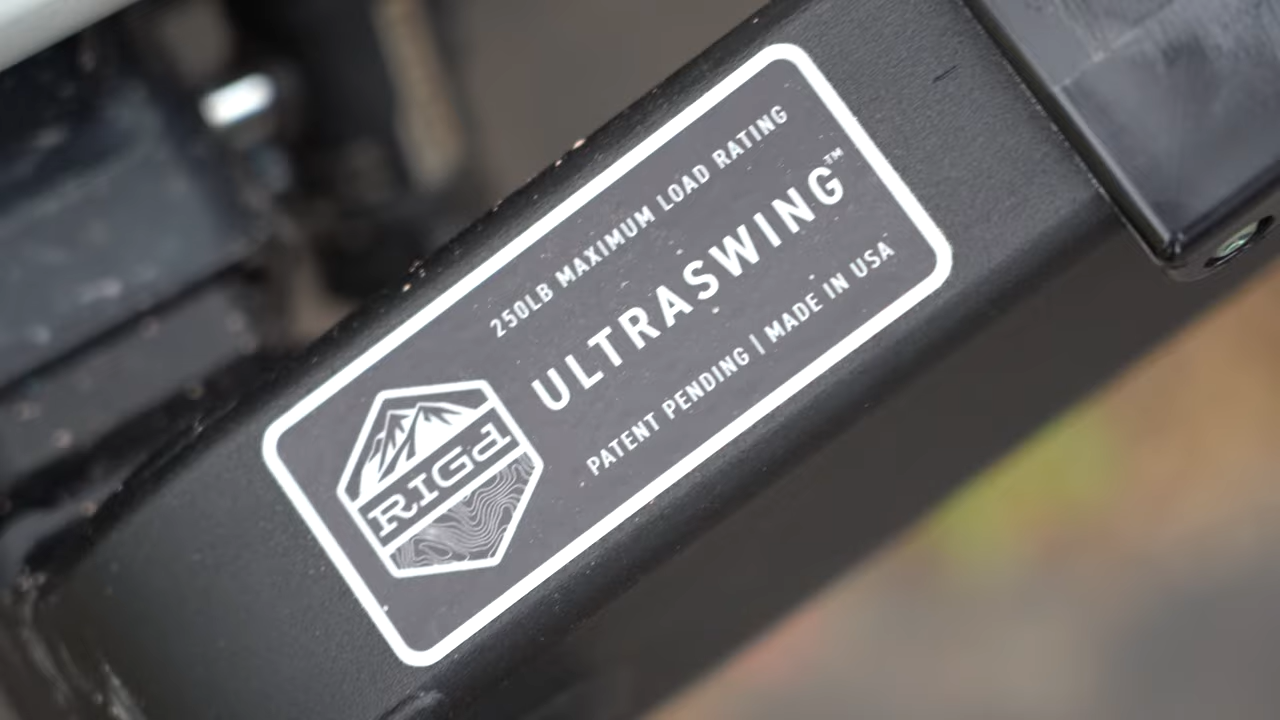 250LB MAXIMUM LOAD RATING
ULTRASWING™
PATENT PENDING | MADE IN USA
RIGd